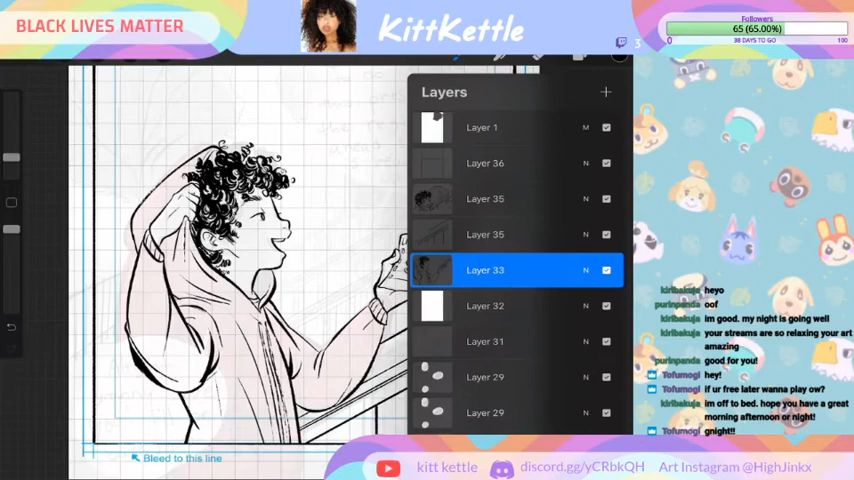 BLACK LIVES MATTER
KittKettle
3
Followers
65 (65.00%)
0
38 DAYS TO GO
100
Layers
Layer 1
M
Layer 36
N
Layer 35
N
Layer 35
N
Layer 33
N
Layer 32
N
Layer 31
N
Layer 29
N
Layer 29
N
kiribakuja heyo
purinpanda oof
kiribakuja im good. my night is going well
kiribakuja your streams are so relaxing your art
amazing
purinpanda good for you!
Tofumogi hey!
Tofumogi if ur free later wanna play ow?
kiribakuja im off to bed. hope you have a great
morning afternoon or night!
Tofumogi gnight!!
Bleed to this line
kitt kettle
discord.gg/yCRbkQH
Art Instagram @HighJinkx